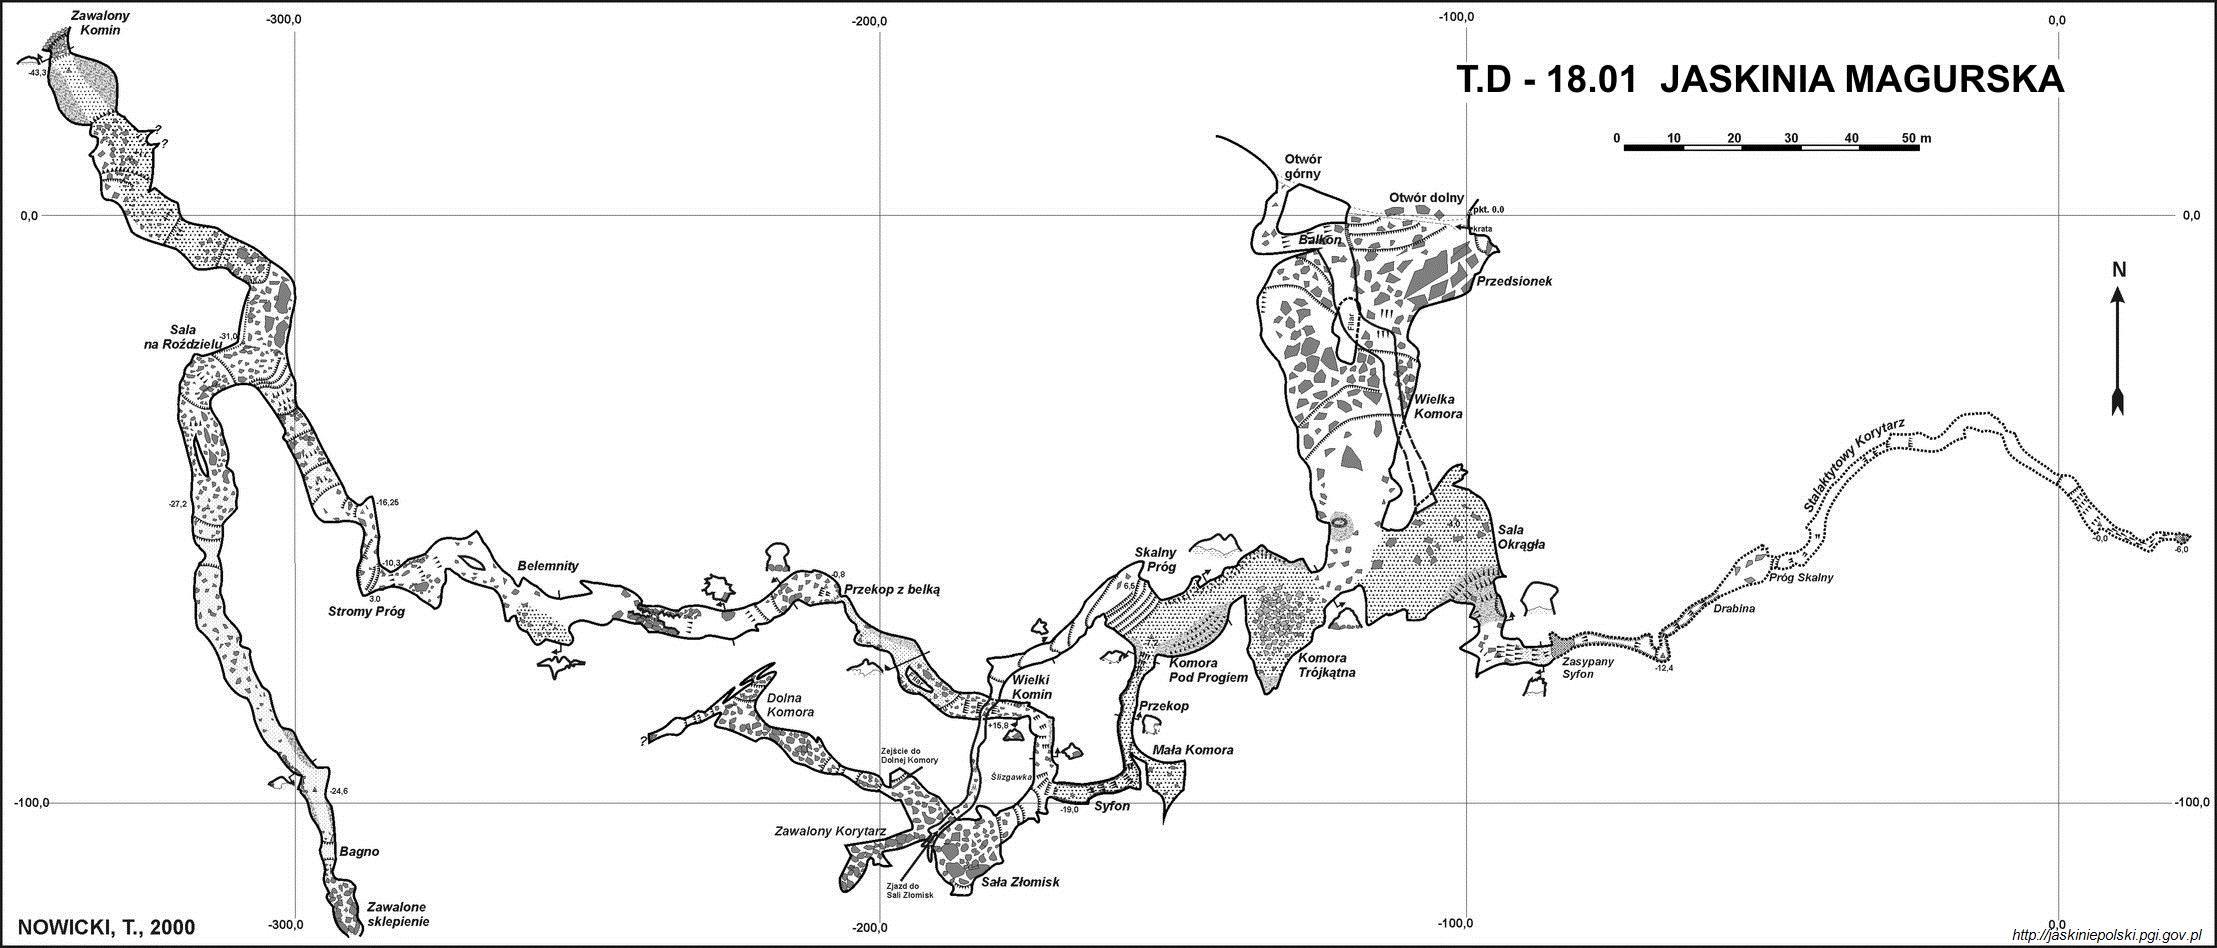 Zawalony
Komin
-300,0
-200,0
-100,0
0,0
T.D - 18.01 JASKINIA MAGURSKA
0 10 20 30 40 50 m
-43,3
?
?
Otwór
górny
Otwór dolny
pkt. 0.0
krata
0,0
0,0
Balkon
Przedsionek
N
Filar
Sala
na Roździelu
-31,0
Wielka
Komora
Stalaktytowy Korytarz
-27,2
-16,25
-4.0
Sala
Okrągła
-0,0
-6,0
-10,3
Belemnity
Skalny
Próg
Próg Skalny
3.0
Stromy Próg
-0,8
Przekop z belką
6.5
Drabina
-7,2
Komora
Pod Progiem
Komora
Trójkątna
Zasypany
Syfon
-12,4
Wielki
Komin
Dolna
Komora
Przekop
+15,8
?
Zejście do
Dolnej Komory
Mała Komora
Ślizgawka
-24,6
-100,0
-19,0
Syfon
-100,0
Zawalony Korytarz
Bagno
Zjazd do
Sali Złomisk
Sała Złomisk
Zawalone
sklepienie
NOWICKI, T., 2000
-300,0
-200,0
-100,0
0,0
http://jaskiniepolski.pgi.gov.pl